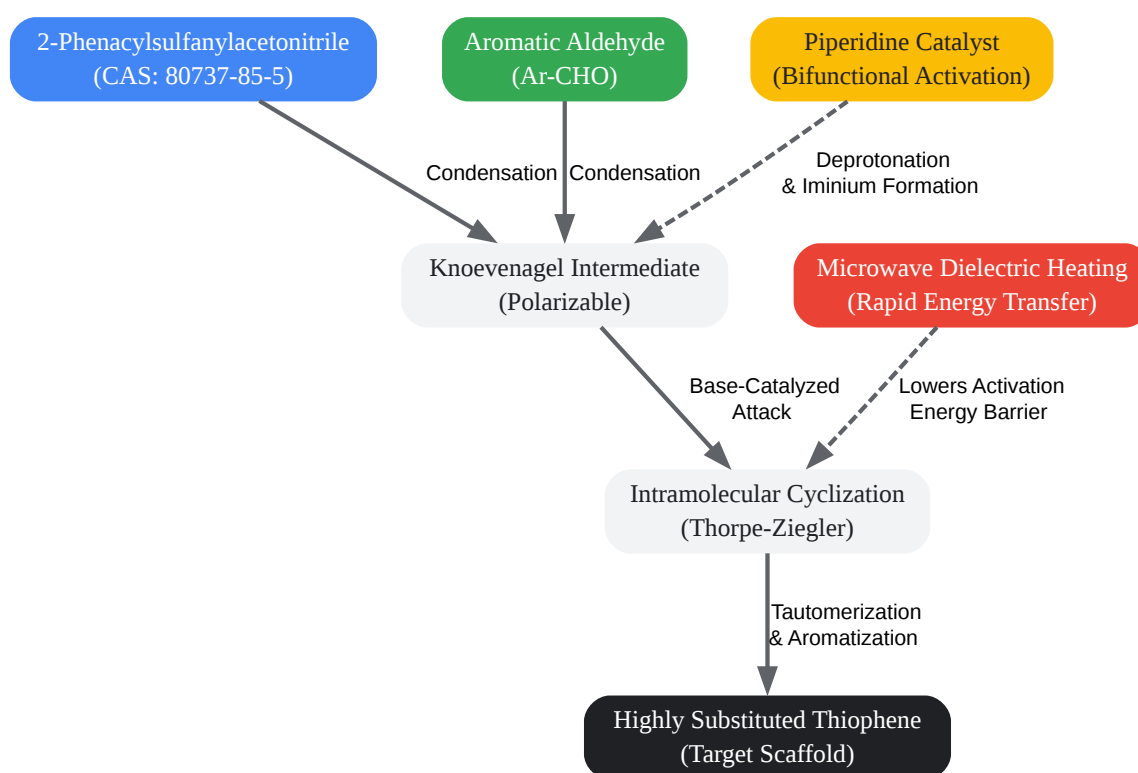 2-Phenacylsulfanylacetonitrile
(CAS: 80737-85-5)
Aromatic Aldehyde
(Ar-CHO)
Piperidine Catalyst
(Bifunctional Activation)
Condensation
Condensation
Deprotonation
& Iminium Formation
Knoevenagel Intermediate
(Polarizable)
Microwave Dielectric Heating
(Rapid Energy Transfer)
Base-Catalyzed
Attack
Lowers Activation
Energy Barrier
Intramolecular Cyclization
(Thorpe-Ziegler)
Tautomerization
& Aromatization
Highly Substituted Thiophene
(Target Scaffold)